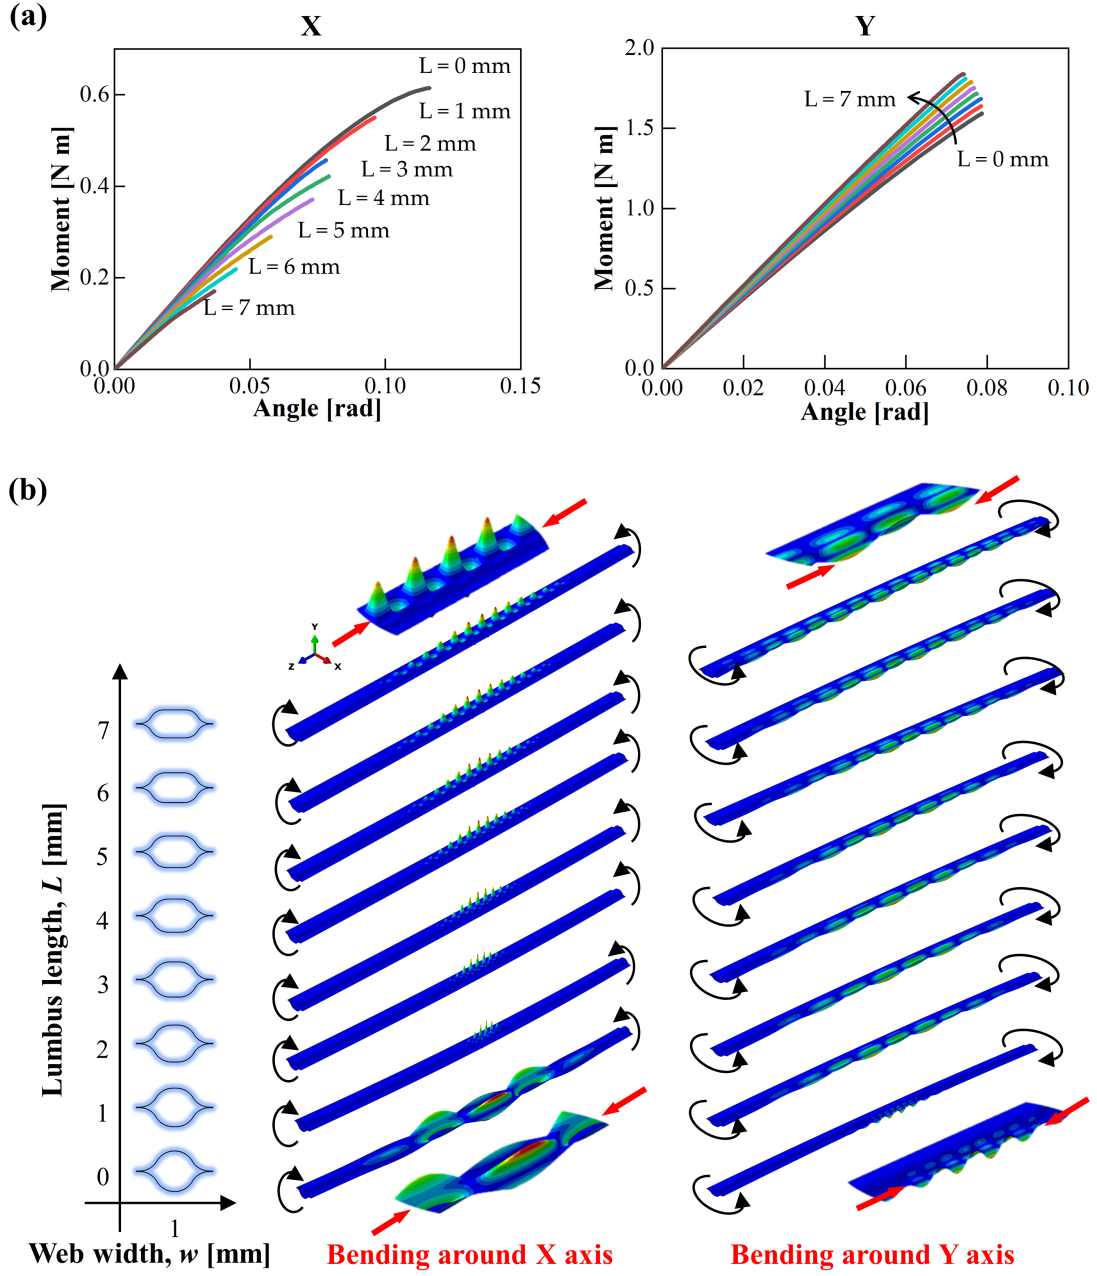 (a)
X
Y
Moment [N m]
0.6
0.4
0.2
0.0
0.00
0.05
0.10
0.15
Angle [rad]
L = 0 mm
L = 1 mm
L = 2 mm
L = 3 mm
L = 4 mm
L = 5 mm
L = 6 mm
L = 7 mm
Moment [N m]
2.0
1.5
1.0
0.5
0.0
0.00
0.02
0.04
0.06
0.08
0.10
Angle [rad]
L = 7 mm
L = 0 mm
(b)
Y
Z
X
Lumbus length, L [mm]
7
6
5
4
3
2
1
0
1
Web width, w [mm]
Bending around X axis
Bending around Y axis